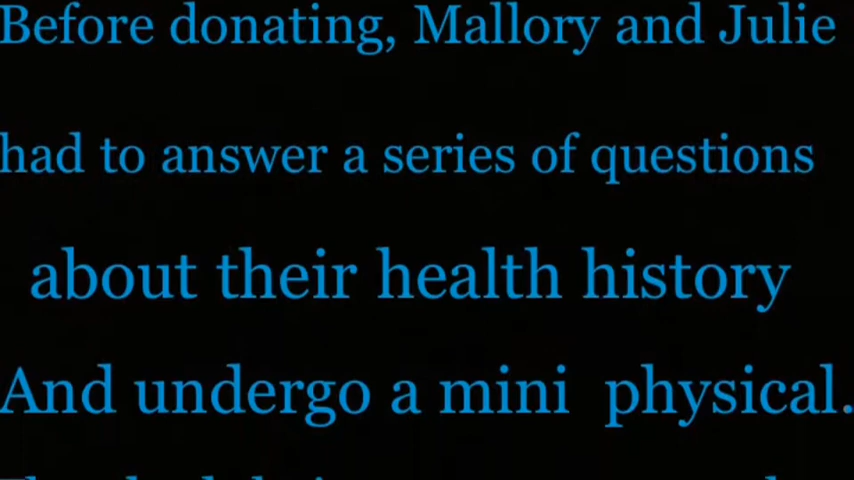 Before donating, Mallory and Julie
had to answer a series of questions
about their health history
And undergo a mini physical.